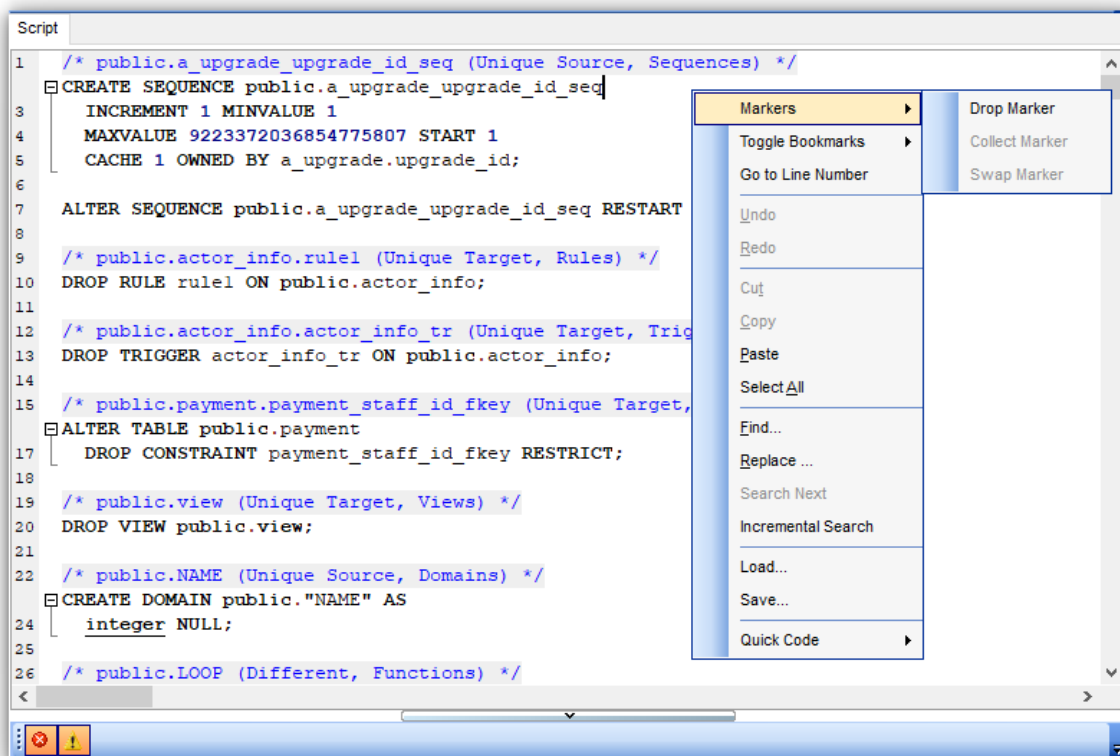 Script
1 /* public.a_upgrade_upgrade_id_seq (Unique Source, Sequences) */
CREATE SEQUENCE public.a_upgrade_upgrade_id_seq
3 INCREMENT 1 MINVALUE 1
4 MAXVALUE 9223372036854775807 START 1
5 CACHE 1 OWNED BY a_upgrade.upgrade_id;
6
7 ALTER SEQUENCE public.a_upgrade_upgrade_id_seq RESTART
8
9 /* public.actor_info.rule1 (Unique Target, Rules) */
10 DROP RULE rule1 ON public.actor_info;
11
12 /* public.actor_info.actor_info_tr (Unique Target, Trig
13 DROP TRIGGER actor_info_tr ON public.actor_info;
14
15 /* public.payment.payment_staff_id_fkey (Unique Target,
ALTER TABLE public.payment
17 DROP CONSTRAINT payment_staff_id_fkey RESTRICT;
18
19 /* public.view (Unique Target, Views) */
20 DROP VIEW public.view;
21
22 /* public.NAME (Unique Source, Domains) */
CREATE DOMAIN public."NAME" AS
24 integer NULL;
25
26 /* public.LOOP (Different, Functions) */
Markers
Toggle Bookmarks
Go to Line Number
Undo
Redo
Cut
Copy
Paste
Select All
Find...
Replace ...
Search Next
Incremental Search
Load...
Save...
Quick Code
Drop Marker
Collect Marker
Swap Marker